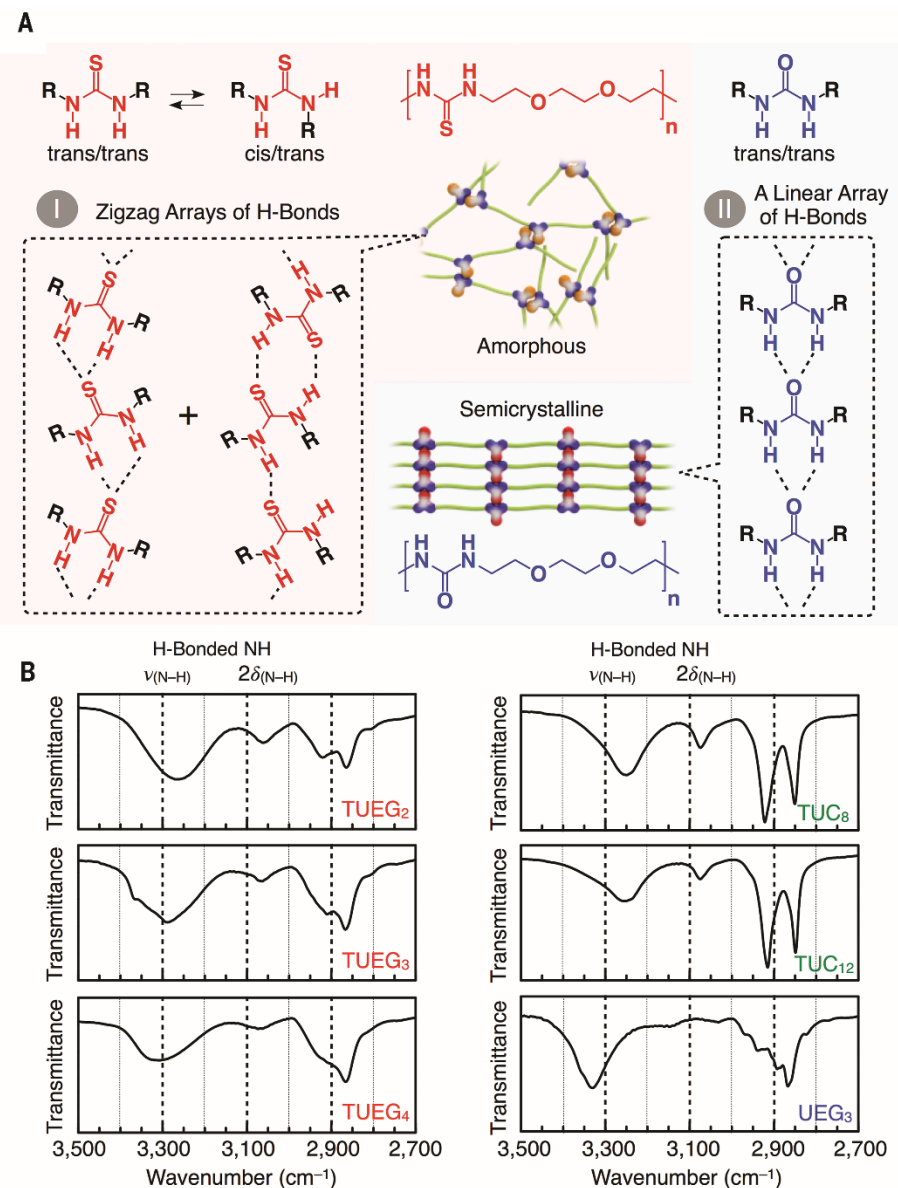 A
S S O
R N N R R N N H H N N O O n R N N R
H H H R S H H
trans/trans cis/trans trans/trans
I Zigzag Arrays of H-Bonds
II A Linear Array
of H-Bonds
Amorphous
Semicrystalline
H H
N N O O n
O
R N N R S H H
R N N R S H H
+
R N N R S H H
R N N R S H H
R N N R S H H
R N N R S H H
O
R N N R
H H
O
R N N R
H H
O
R N N R
H H
B
H-Bonded NH
ν(N–H) 2δ(N–H)
Transmittance
TUEG2
Transmittance
TUEG3
Transmittance
TUEG4
3,500 3,300 3,100 2,900 2,700
Wavenumber (cm–1)
H-Bonded NH
ν(N–H) 2δ(N–H)
Transmittance
TUC8
Transmittance
TUC12
Transmittance
UEG3
3,500 3,300 3,100 2,900 2,700
Wavenumber (cm–1)